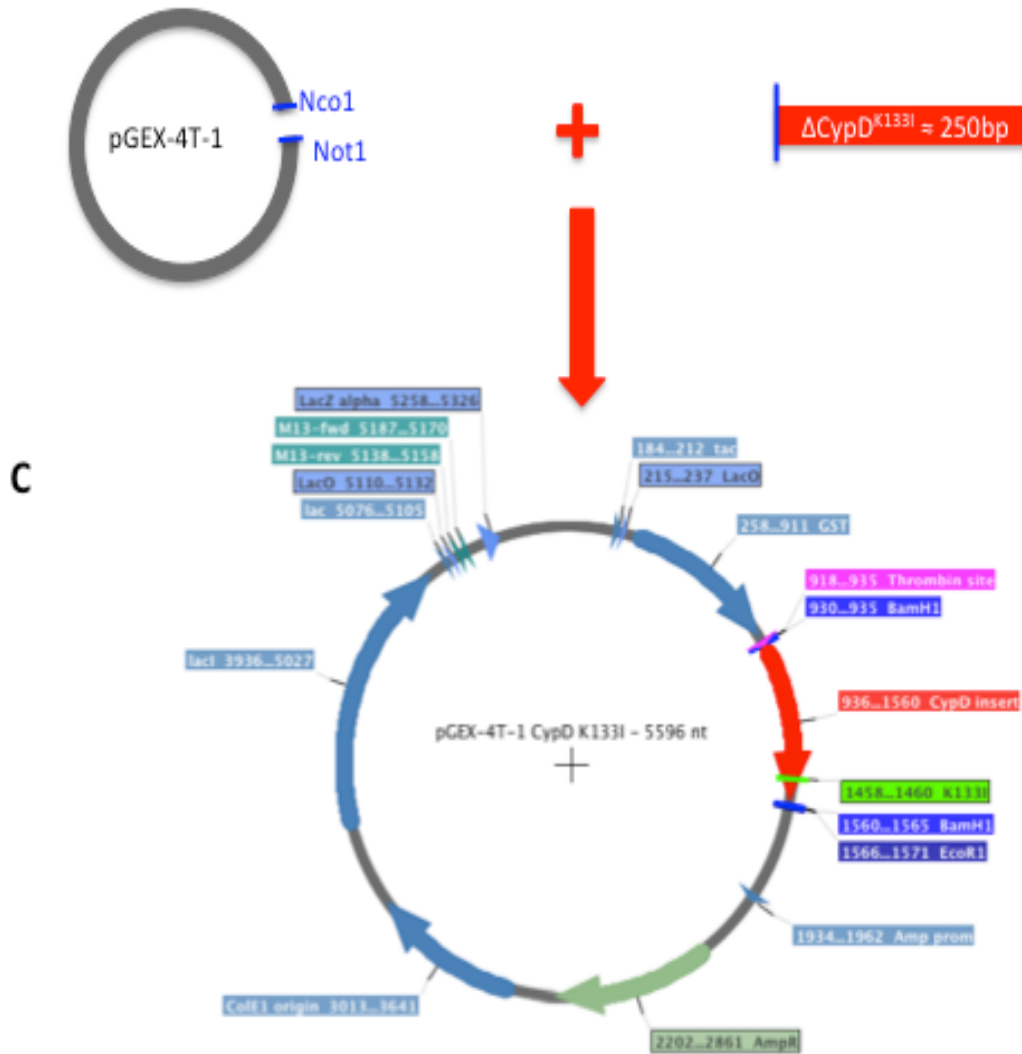 Nco1
pGEX-4T-1
Not1
+
ΔCypD^K133I ≈ 250bp
C
LacZ alpha 5258...5326
M13-fwd 5187...5170
M13-rev 5138...5158
LacO 5110...5132
lac 5076...5105
184...212 tac
215...237 LacO
258...911 GST
918...935 Thrombin site
930...935 BamH1
lacI 3936...5027
936...1560 CypD insert
pGEX-4T-1 CypD K133I - 5596 nt
1458...1460 K133I
1560...1565 BamH1
1566...1571 EcoR1
1934...1962 Amp prom
ColE1 origin 3013...3641
2202...2861 AmpR